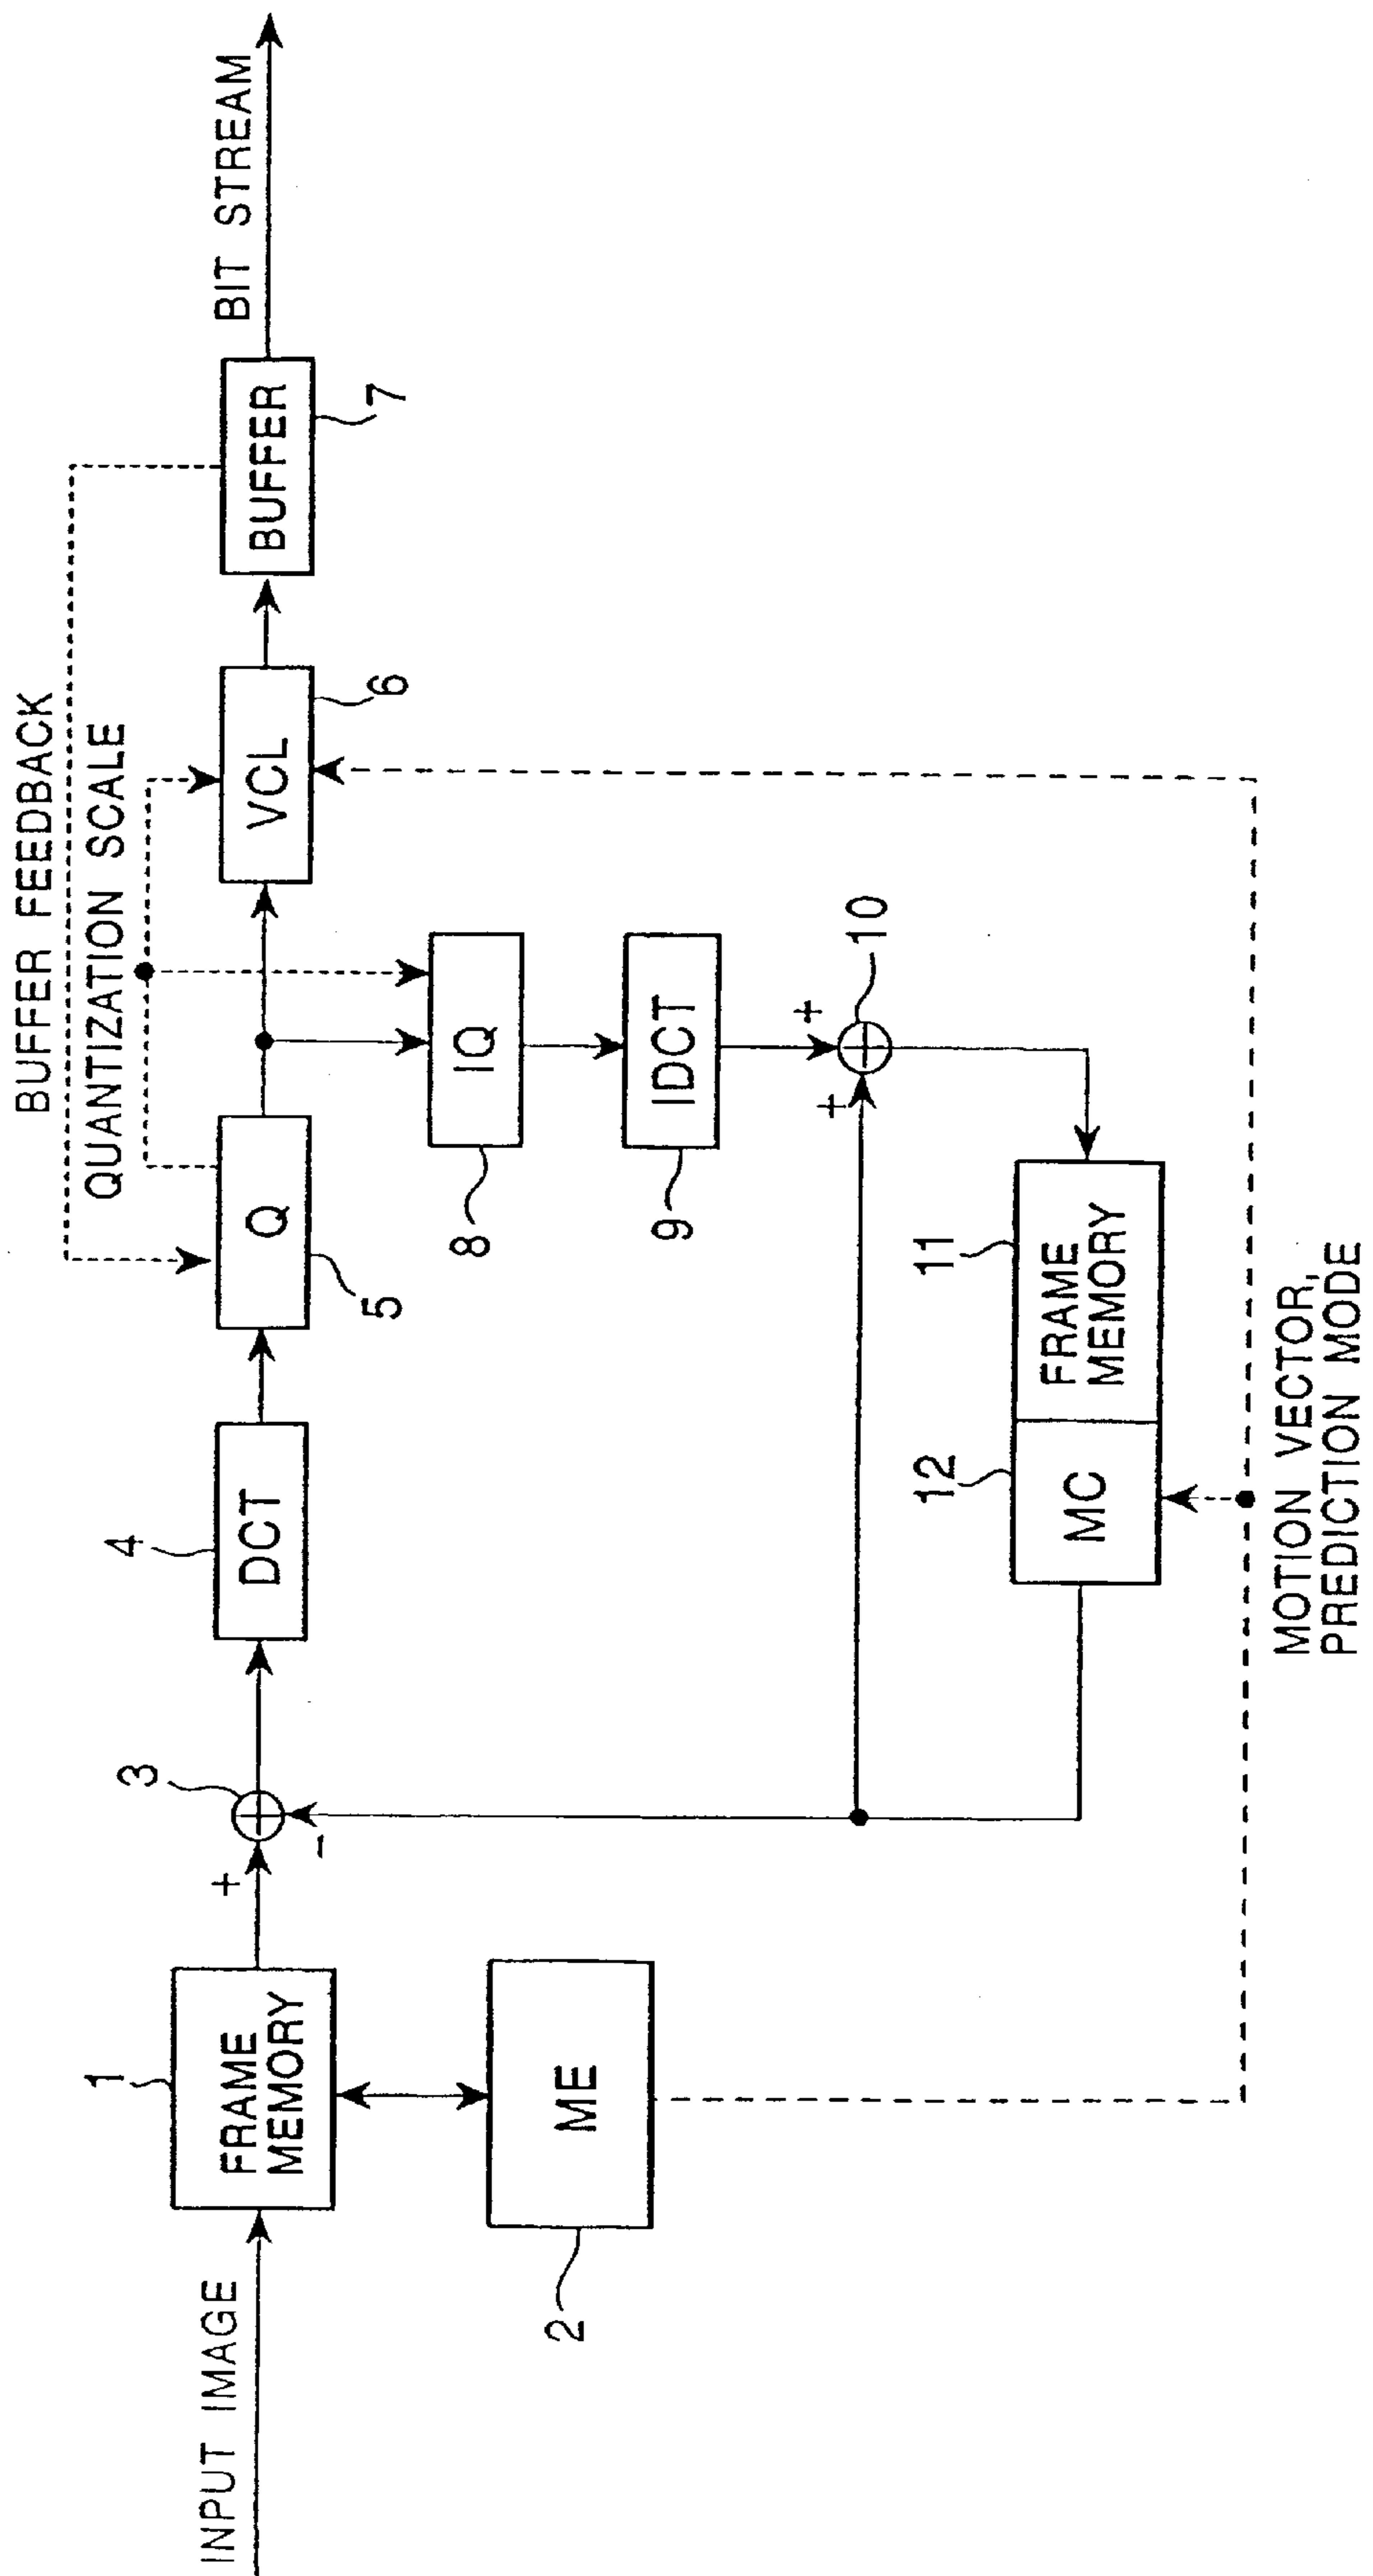 BUFFER FEEDBACK
QUANTIZATION SCALE
INPUT IMAGE
1
FRAME
MEMORY
+
-
3
4
DCT
5
Q
6
VCL
7
BUFFER
BIT STREAM
2
ME
8
IQ
9
IDCT
+
+
10
12
MC
11
FRAME
MEMORY
MOTION VECTOR,
PREDICTION MODE